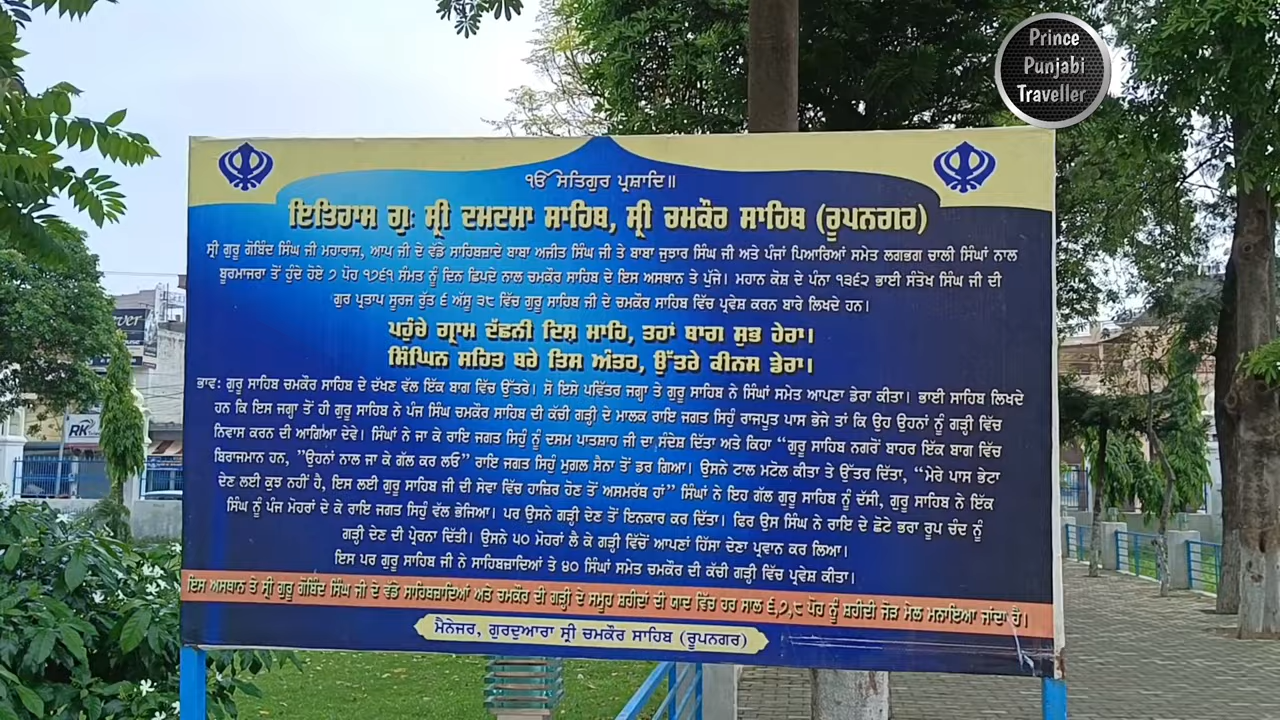 Prince
Punjabi
Traveller
ੴ ਸਤਿਗੁਰ ਪ੍ਰਸ਼ਾਦਿ॥
ਇਤਿਹਾਸ ਗੁ: ਸ੍ਰੀ ਦਮਦਮਾ ਸਾਹਿਬ, ਸ੍ਰੀ ਚਮਕੌਰ ਸਾਹਿਬ (ਰੂਪਨਗਰ)
ਸ੍ਰੀ ਗੁਰੂ ਗੋਬਿੰਦ ਸਿੰਘ ਜੀ ਮਹਾਰਾਜ, ਆਪ ਜੀ ਦੇ ਵੱਡੇ ਸਾਹਿਬਜ਼ਾਦੇ ਬਾਬਾ ਅਜੀਤ ਸਿੰਘ ਜੀ ਤੇ ਬਾਬਾ ਜੁਝਾਰ ਸਿੰਘ ਜੀ ਅਤੇ ਪੰਜਾਂ ਪਿਆਰਿਆਂ ਸਮੇਤ ਲਗਭਗ ਚਾਲੀ ਸਿੰਘਾਂ ਨਾਲ
ਬੂਰਮਾਜਰਾ ਤੋਂ ਹੁੰਦੇ ਹੋਏ ੭ ਪੋਹ ੧੭੬੧ ਸੰਮਤ ਨੂੰ ਦਿਨ ਛਿਪਦੇ ਨਾਲ ਚਮਕੌਰ ਸਾਹਿਬ ਦੇ ਇਸ ਅਸਥਾਨ ਤੇ ਪੁੱਜੇ। ਮਹਾਨ ਕੋਸ਼ ਦੇ ਪੰਨਾ ੧੩੬੨ ਭਾਈ ਸੰਤੋਖ ਸਿੰਘ ਜੀ ਦੀ
ਗੁਰ ਪ੍ਰਤਾਪ ਸੂਰਜ ਰੁੱਤ ੬ ਅੰਸੂ ੩੮ ਵਿੱਚ ਗੁਰੂ ਸਾਹਿਬ ਜੀ ਦੇ ਚਮਕੌਰ ਸਾਹਿਬ ਵਿੱਚ ਪ੍ਰਵੇਸ਼ ਕਰਨ ਬਾਰੇ ਲਿਖਦੇ ਹਨ।
ਪਹੁੰਚੇ ਗ੍ਰਾਮ ਦੱਛਨੀ ਦਿਸ਼ ਮਾਹਿ, ਤਹਾਂ ਬਾਗ ਸੁਭ ਹੇਰਾ।
ਸਿੰਘਿਨ ਸਹਿਤ ਬਰੇ ਤਿਸ ਅੰਤਰ, ਉੱਤਰੇ ਕੀਨਸ ਡੇਰਾ।
ਭਾਵ: ਗੁਰੂ ਸਾਹਿਬ ਚਮਕੌਰ ਸਾਹਿਬ ਦੇ ਦੱਖਣ ਵੱਲ ਇੱਕ ਬਾਗ ਵਿੱਚ ਉੱਤਰੇ। ਸੋ ਇਸੇ ਪਵਿੱਤਰ ਜਗ੍ਹਾ ਤੇ ਗੁਰੂ ਸਾਹਿਬ ਨੇ ਸਿੰਘਾਂ ਸਮੇਤ ਆਪਣਾ ਡੇਰਾ ਕੀਤਾ। ਭਾਈ ਸਾਹਿਬ ਲਿਖਦੇ
ਹਨ ਕਿ ਇਸ ਜਗ੍ਹਾ ਤੋਂ ਹੀ ਗੁਰੂ ਸਾਹਿਬ ਨੇ ਪੰਜ ਸਿੰਘ ਚਮਕੌਰ ਸਾਹਿਬ ਦੀ ਕੱਚੀ ਗੜ੍ਹੀ ਦੇ ਮਾਲਕ ਰਾਇ ਜਗਤ ਸਿਹੁੰ ਰਾਜਪੂਤ ਪਾਸ ਭੇਜੇ ਤਾਂ ਕਿ ਉਹ ਉਹਨਾਂ ਨੂੰ ਗੜ੍ਹੀ ਵਿੱਚ
ਨਿਵਾਸ ਕਰਨ ਦੀ ਆਗਿਆ ਦੇਵੇ। ਸਿੰਘਾਂ ਨੇ ਜਾ ਕੇ ਰਾਇ ਜਗਤ ਸਿਹੁੰ ਨੂੰ ਦਸਮ ਪਾਤਸ਼ਾਹ ਜੀ ਦਾ ਸੰਦੇਸ਼ ਦਿੱਤਾ ਅਤੇ ਕਿਹਾ “ਗੁਰੂ ਸਾਹਿਬ ਨਗਰੋਂ ਬਾਹਰ ਇੱਕ ਬਾਗ ਵਿੱਚ
ਬਿਰਾਜਮਾਨ ਹਨ, ”ਉਹਨਾਂ ਨਾਲ ਜਾ ਕੇ ਗੱਲ ਕਰ ਲਓ” ਰਾਇ ਜਗਤ ਸਿਹੁੰ ਮੁਗਲ ਸੈਨਾ ਤੋਂ ਡਰ ਗਿਆ। ਉਸਨੇ ਟਾਲ ਮਟੋਲ ਕੀਤਾ ਤੇ ਉੱਤਰ ਦਿੱਤਾ, “ਮੇਰੇ ਪਾਸ ਭੇਟਾ
ਦੇਣ ਲਈ ਕੁਝ ਨਹੀਂ ਹੈ, ਇਸ ਲਈ ਗੁਰੂ ਸਾਹਿਬ ਜੀ ਦੀ ਸੇਵਾ ਵਿੱਚ ਹਾਜ਼ਿਰ ਹੋਣ ਤੋਂ ਅਸਮਰੱਥ ਹਾਂ” ਸਿੰਘਾਂ ਨੇ ਇਹ ਗੱਲ ਗੁਰੂ ਸਾਹਿਬ ਨੂੰ ਦੱਸੀ, ਗੁਰੂ ਸਾਹਿਬ ਨੇ ਇੱਕ
ਸਿੰਘ ਨੂੰ ਪੰਜ ਮੋਹਰਾਂ ਦੇ ਕੇ ਰਾਇ ਜਗਤ ਸਿਹੁੰ ਵੱਲ ਭੇਜਿਆ। ਪਰ ਉਸਨੇ ਗੜ੍ਹੀ ਦੇਣ ਤੋਂ ਇਨਕਾਰ ਕਰ ਦਿੱਤਾ। ਫਿਰ ਉਸ ਸਿੰਘ ਨੇ ਰਾਇ ਦੇ ਛੋਟੇ ਭਰਾ ਰੂਪ ਚੰਦ ਨੂੰ
ਗੜ੍ਹੀ ਦੇਣ ਦੀ ਪ੍ਰੇਰਨਾ ਦਿੱਤੀ। ਉਸਨੇ ੫੦ ਮੋਹਰਾਂ ਲੈ ਕੇ ਗੜ੍ਹੀ ਵਿੱਚੋਂ ਆਪਣਾਂ ਹਿੱਸਾ ਦੇਣਾ ਪ੍ਰਵਾਨ ਕਰ ਲਿਆ।
ਇਸ ਪਰ ਗੁਰੂ ਸਾਹਿਬ ਜੀ ਨੇ ਸਾਹਿਬਜ਼ਾਦਿਆਂ ਤੇ ੪੦ ਸਿੰਘਾਂ ਸਮੇਤ ਚਮਕੌਰ ਦੀ ਕੱਚੀ ਗੜ੍ਹੀ ਵਿੱਚ ਪ੍ਰਵੇਸ਼ ਕੀਤਾ।
ਇਸ ਅਸਥਾਨ ਤੇ ਸ੍ਰੀ ਗੁਰੂ ਗੋਬਿੰਦ ਸਿੰਘ ਜੀ ਦੇ ਵੱਡੇ ਸਾਹਿਬਜ਼ਾਦਿਆਂ ਅਤੇ ਚਮਕੌਰ ਦੀ ਗੜ੍ਹੀ ਦੇ ਸਮੂਹ ਸ਼ਹੀਦਾਂ ਦੀ ਯਾਦ ਵਿੱਚ ਹਰ ਸਾਲ ੬,੭,੮ ਪੋਹ ਨੂੰ ਸ਼ਹੀਦੀ ਜੋੜ ਮੇਲ ਮਨਾਇਆ ਜਾਂਦਾ ਹੈ।
ਮੈਨੇਜਰ, ਗੁਰਦੁਆਰਾ ਸ੍ਰੀ ਚਮਕੌਰ ਸਾਹਿਬ (ਰੂਪਨਗਰ)
RK